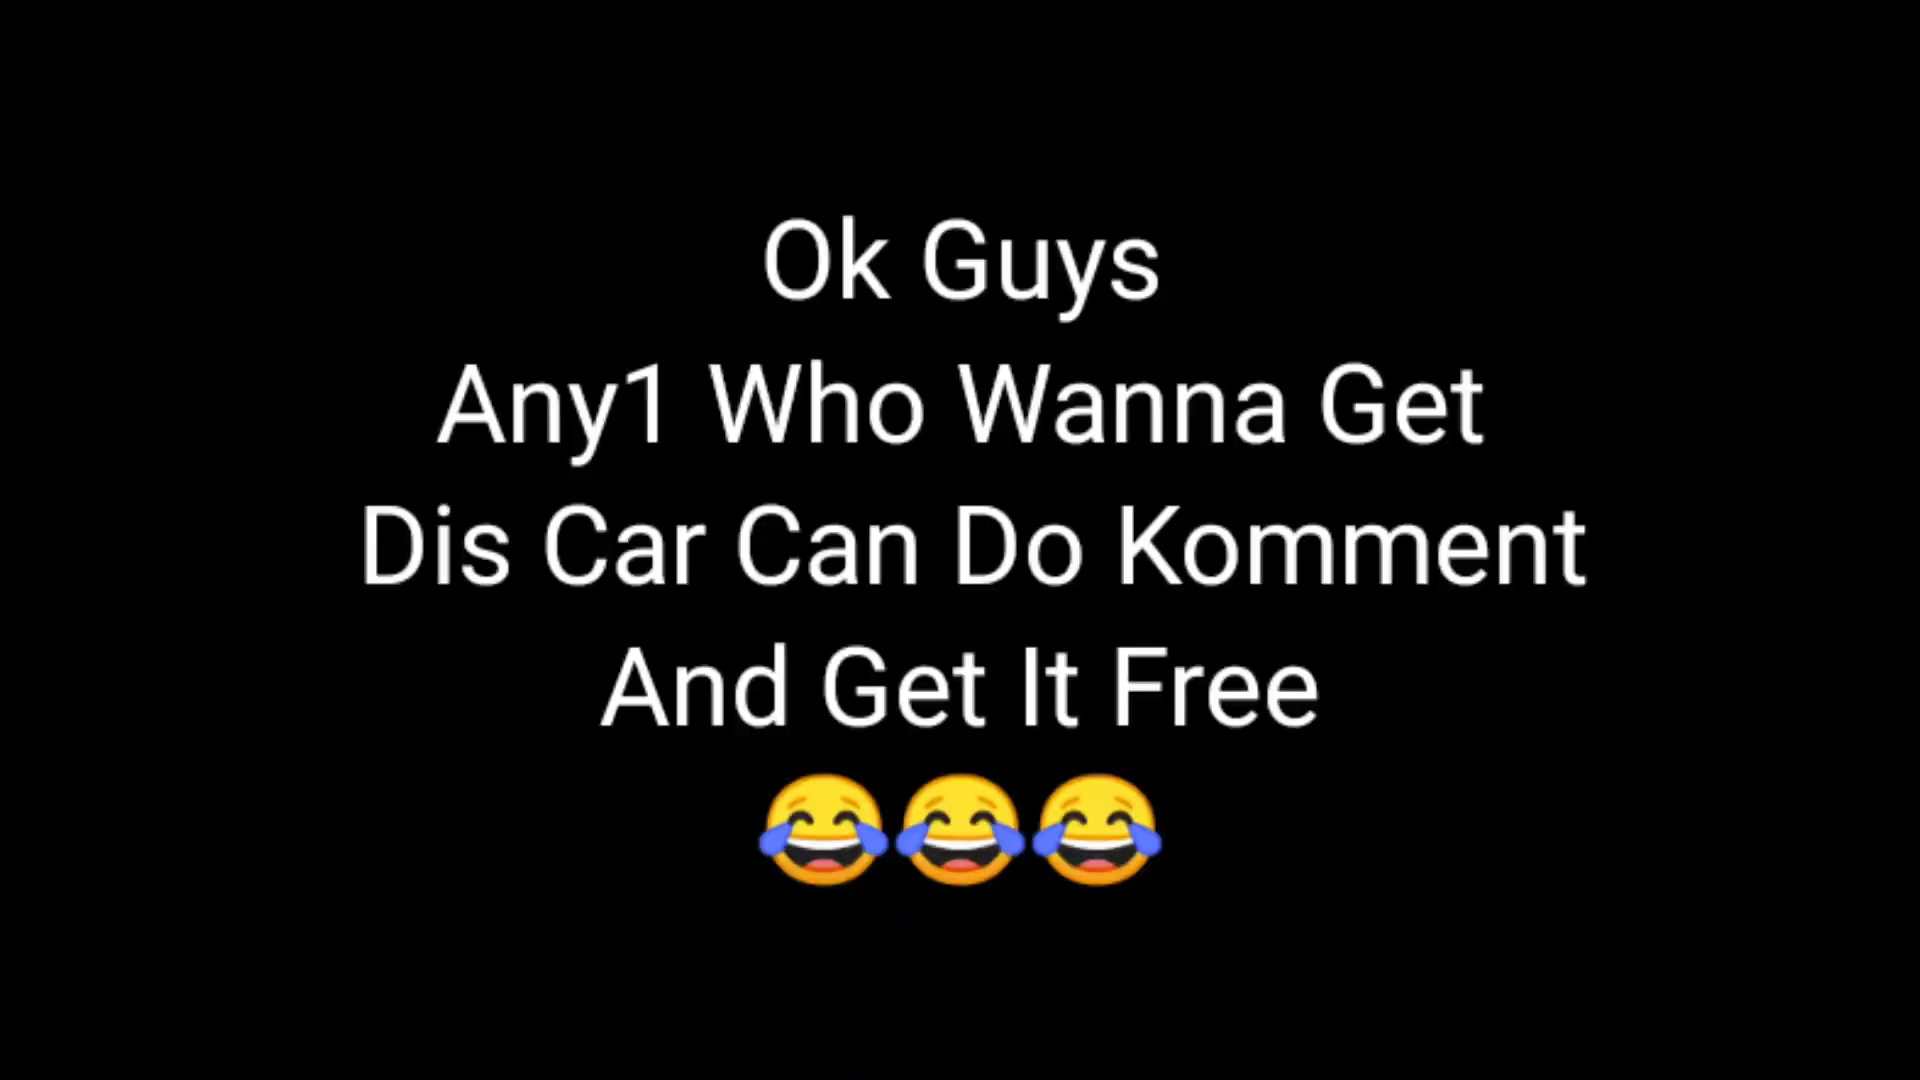 Ok Guys
Any1 Who Wanna Get
Dis Car Can Do Komment
And Get It Free
😂😂😂